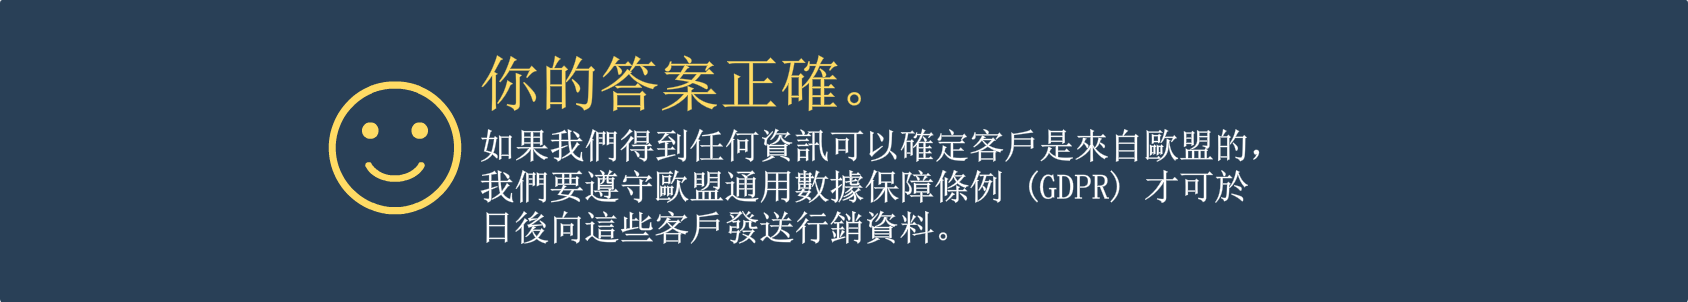 你的答案正確。
如果我們得到任何資訊可以確定客戶是來自歐盟的，
我們要遵守歐盟通用數據保障條例 (GDPR) 才可於
日後向這些客戶發送行銷資料。